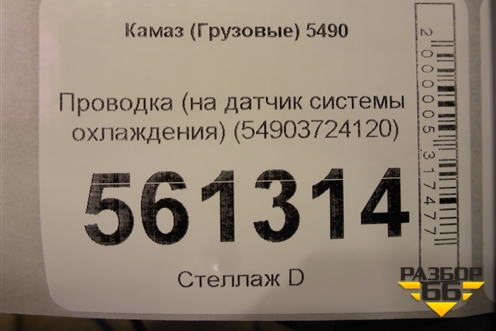 Камаз (Грузовые) 5490
Проводка (на датчик системы
охлаждения) (54903724120)
561314
Стеллаж D
2000005317477
РАЗБОР
66